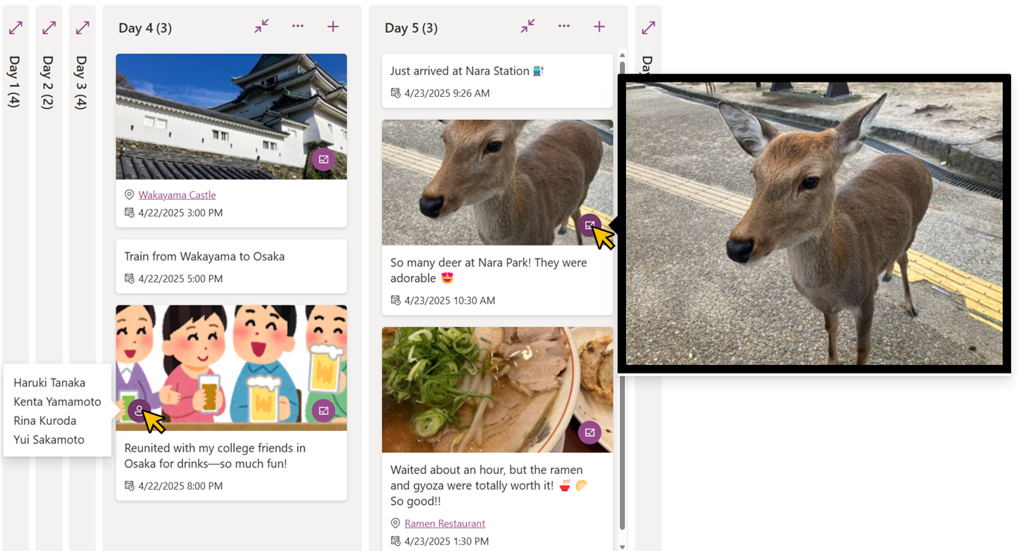 Day 1 (4)
Day 2 (2)
Day 3 (4)
Day 4 (3)
Wakayama Castle
4/22/2025 3:00 PM
Train from Wakayama to Osaka
4/22/2025 5:00 PM
Haruki Tanaka
Kenta Yamamoto
Rina Kuroda
Yui Sakamoto
Reunited with my college friends in
Osaka for drinks—so much fun!
4/22/2025 8:00 PM
Day 5 (3)
Just arrived at Nara Station 🚉
4/23/2025 9:26 AM
So many deer at Nara Park! They were
adorable 😍
4/23/2025 10:30 AM
Waited about an hour, but the ramen
and gyoza were totally worth it! 🍜 🥟
So good!!
Ramen Restaurant
4/23/2025 1:30 PM